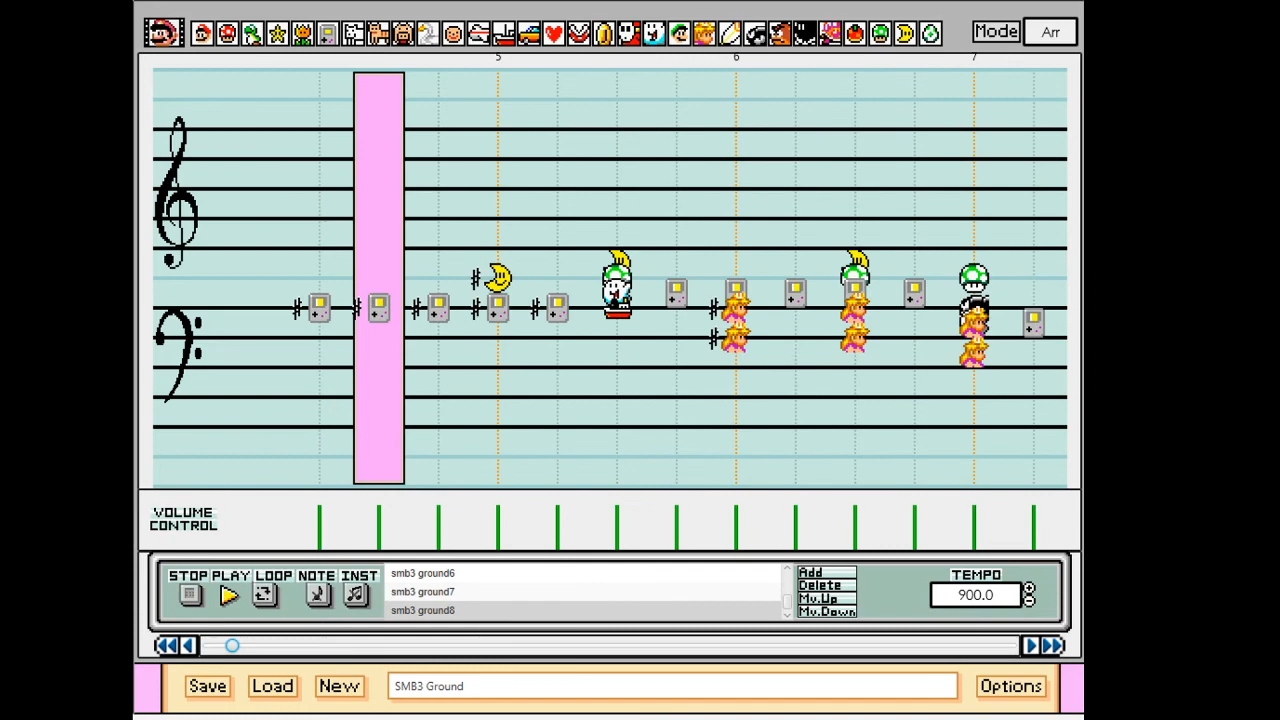 Mode Arr
5 6 7
VOLUME
CONTROL
STOP PLAY LOOP NOTE INST
smb3 ground6
smb3 ground7
smb3 ground8
Add
Delete
Mv.Up
Mv.Down
TEMPO
900.0
Save Load New SMB3 Ground Options